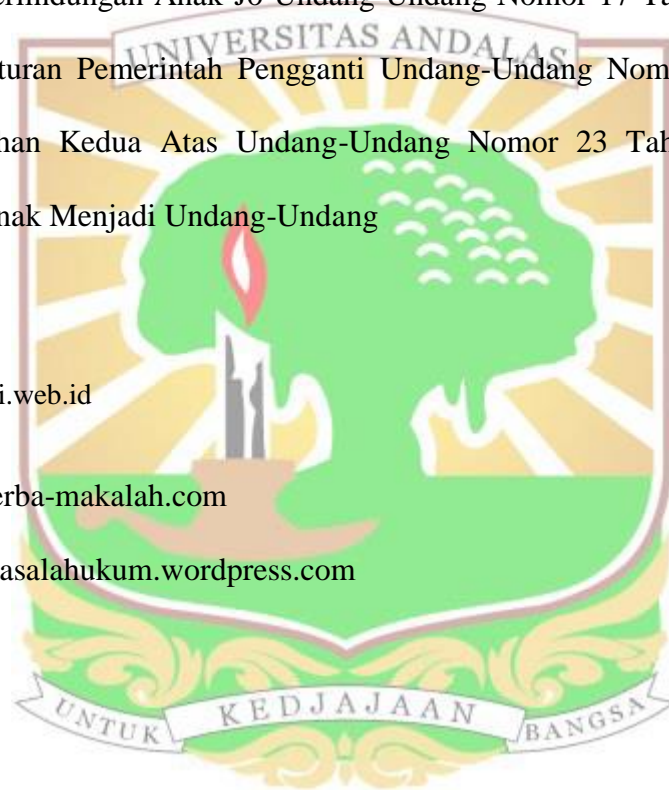 erlindungan Anak Jo Undang-Undang Nomor 17 Ta
UNIVERSITAS ANDALAS
turan Pemerintah Pengganti Undang-Undang Nom
han Kedua Atas Undang-Undang Nomor 23 Tah
nak Menjadi Undang-Undang
i.web.id
erba-makalah.com
asalahukum.wordpress.com
UNTUK KEDJAJAAN BANGSA